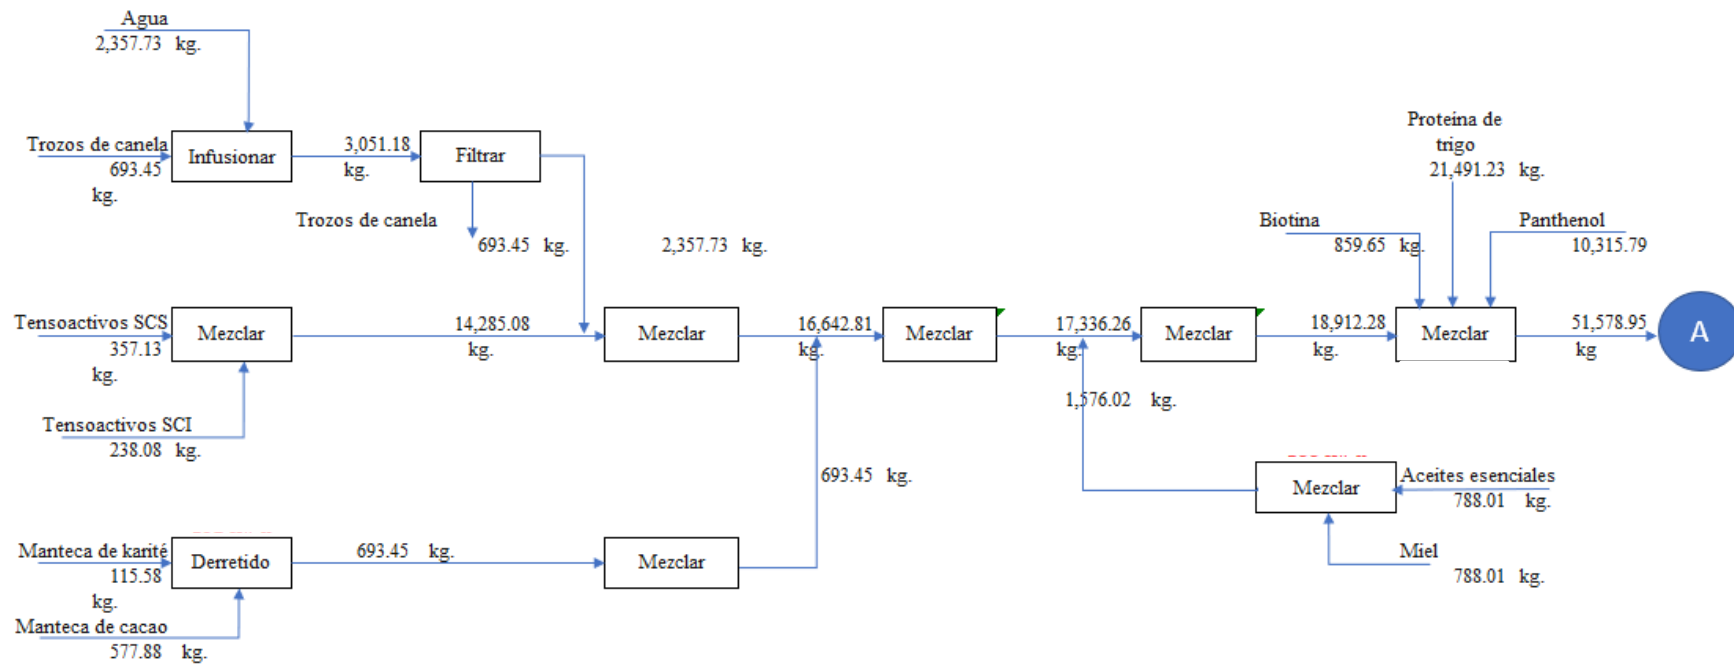 Agua
2,357.73 kg.
Trozos de canela
693.45
kg.
Infusionar
3,051.18
kg.
Filtrar
Trozos de canela
693.45 kg.
2,357.73 kg.
Proteina de
trigo
21,491.23 kg.
Biotina
859.65 kg.
Panthenol
10,315.79
Tensoactivos SCS
357.13
kg.
Mezclar
14,285.08
kg.
Mezclar
16,642.81
kg.
Mezclar
17,336.26
kg.
Mezclar
18,912.28
kg.
Mezclar
51,578.95
kg
A
Tensoactivos SCI
238.08 kg.
1,576.02 kg.
693.45 kg.
Mezclar
Aceites esenciales
788.01 kg.
Miel
788.01 kg.
Manteca de karité
115.58
kg.
Derretido
693.45 kg.
Mezclar
Manteca de cacao
577.88 kg.